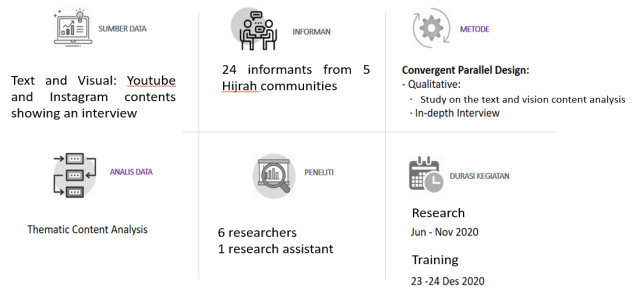 SUMBER DATA
Text and Visual: Youtube
and Instagram contents
showing an interview
INFORMAN
24 informants from 5
Hijrah communities
METODE
Convergent Parallel Design:
- Qualitative:
· Study on the text and vision content analysis
· In-depth Interview
ANALIS DATA
Thematic Content Analysis
PENELITI
6 researchers
1 research assistant
DURASI KEGIATAN
Research
Jun - Nov 2020
Training
23 -24 Des 2020